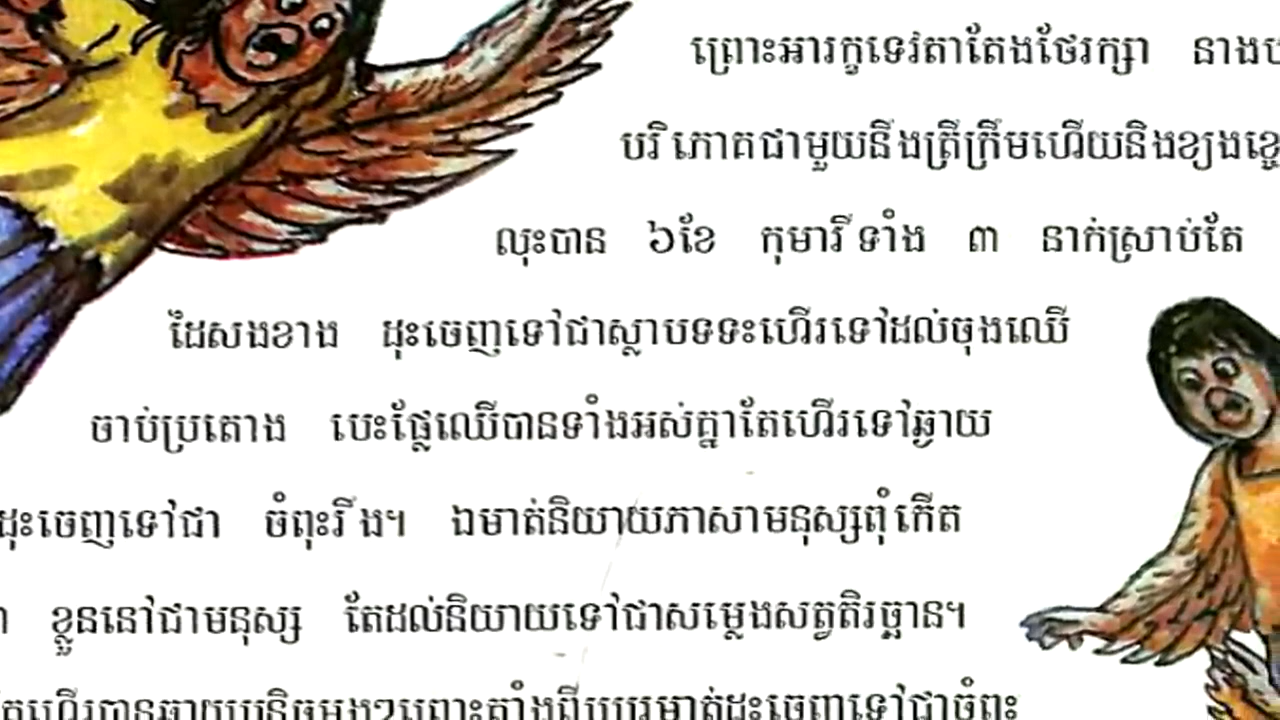 ព្រោះអារក្ខទេវតាតែងថែរក្សា នាង
បរិភោគជាមួយនឹងត្រីក្រឹមហើយនិងខ្យង
លុះបាន ៦ខែ កុមារី ទាំង ៣ នាក់ស្រាប់តែ
ដៃសងខាង ដុះចេញទៅជាស្លាបទទះហើរទៅដល់ចុងឈើ
ចាប់ប្រតោង បេះផ្លែឈើបានទាំងអស់គ្នាតែហើរទៅឆ្ងាយ
ដុះចេញទៅជា ចំពុះរឹង។ ឯមាត់និយាយភាសាមនុស្សពុំកើត
ខ្លួននៅជាមនុស្ស តែដល់និយាយទៅជាសម្លេងសត្វតិរច្ឆាន។